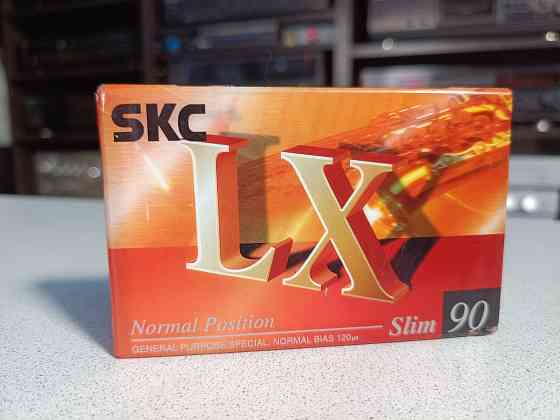 SKC
LX
Normal Position
Slim 90
GENERAL PURPOSE SPECIAL, NORMAL BIAS 120µs